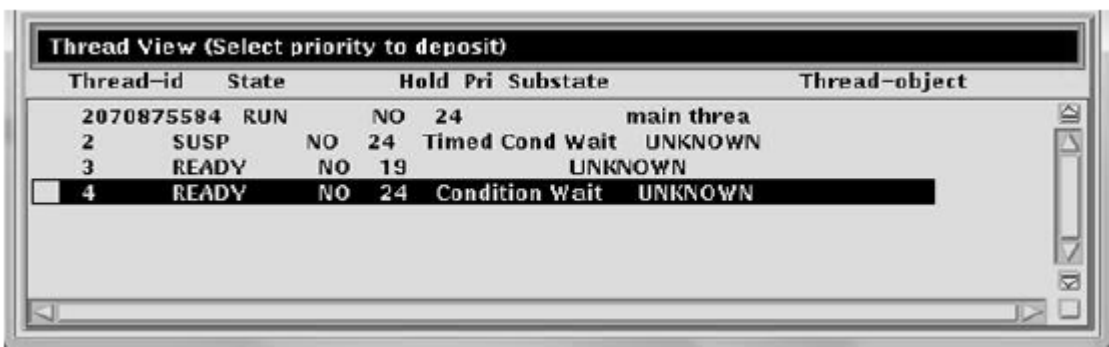 Thread View (Select priority to deposit)
Thread-id State Hold Pri Substate Thread-object
2070875584 RUN NO 24 main threa
2 SUSP NO 24 Timed Cond Wait UNKNOWN
3 READY NO 19 UNKNOWN
4 READY NO 24 Condition Wait UNKNOWN